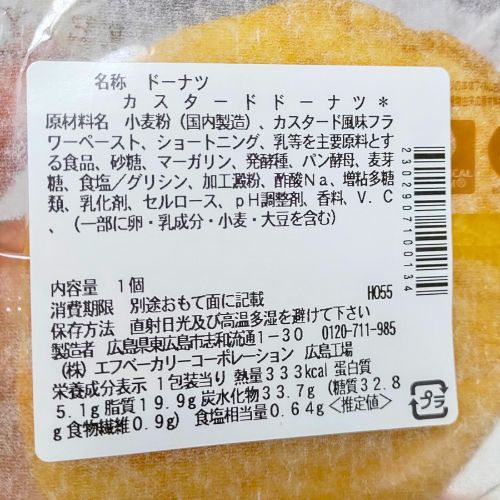 名称 ドーナツ
カスタードドーナツ*
原材料名 小麦粉(国内製造)、カスタード風味フラ
ワーペースト、ショートニング、乳等を主要原料とす
る食品、砂糖、マーガリン、発酵種、パン酵母、麦芽
糖、食塩/グリシン、加工澱粉、酢酸Na、増粘多糖
類、乳化剤、セルロース、pH調整剤、香料、V.C
、(一部に卵・乳成分・小麦・大豆を含む)
2302907100134
内容量 1個
消費期限 別途おもて面に記載 H055
保存方法 直射日光及び高温多湿を避けて下さい
製造者 広島県東広島市志和流通1-30 0120-711-985
(株)エフベーカリーコーポレーション 広島工場
栄養成分表示 1包装当り 熱量333kcal 蛋白質
5.1g 脂質19.9g 炭水化物33.7g (糖質32.8
g 食物繊維0.9g) 食塩相当量0.64g <推定値>
プラ